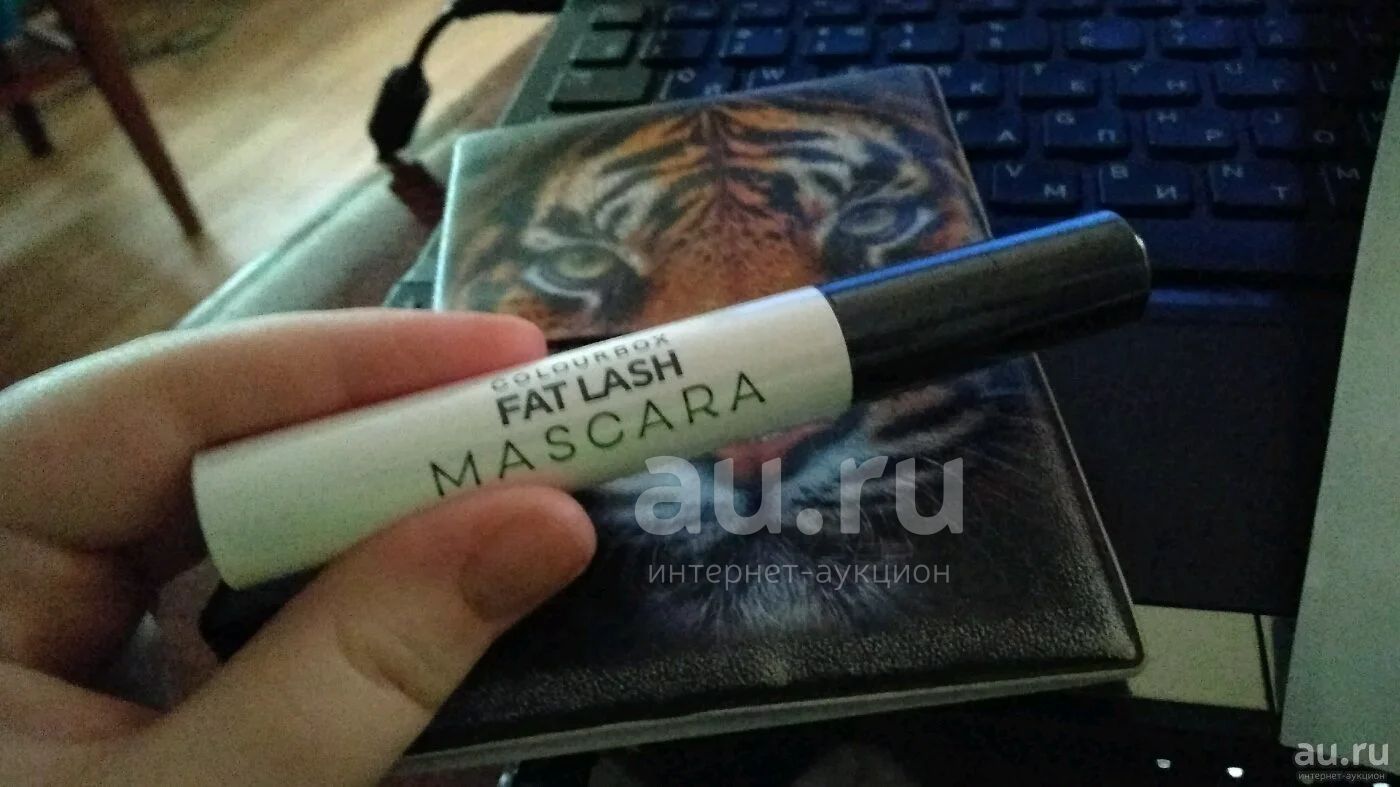 COLOURBOX
FAT LASH
MASCARA
au.ru
интернет-аукцион
W
F
А
G
П
H
V
М
B
И
N
Т
M
au.ru
интернет-аукцион